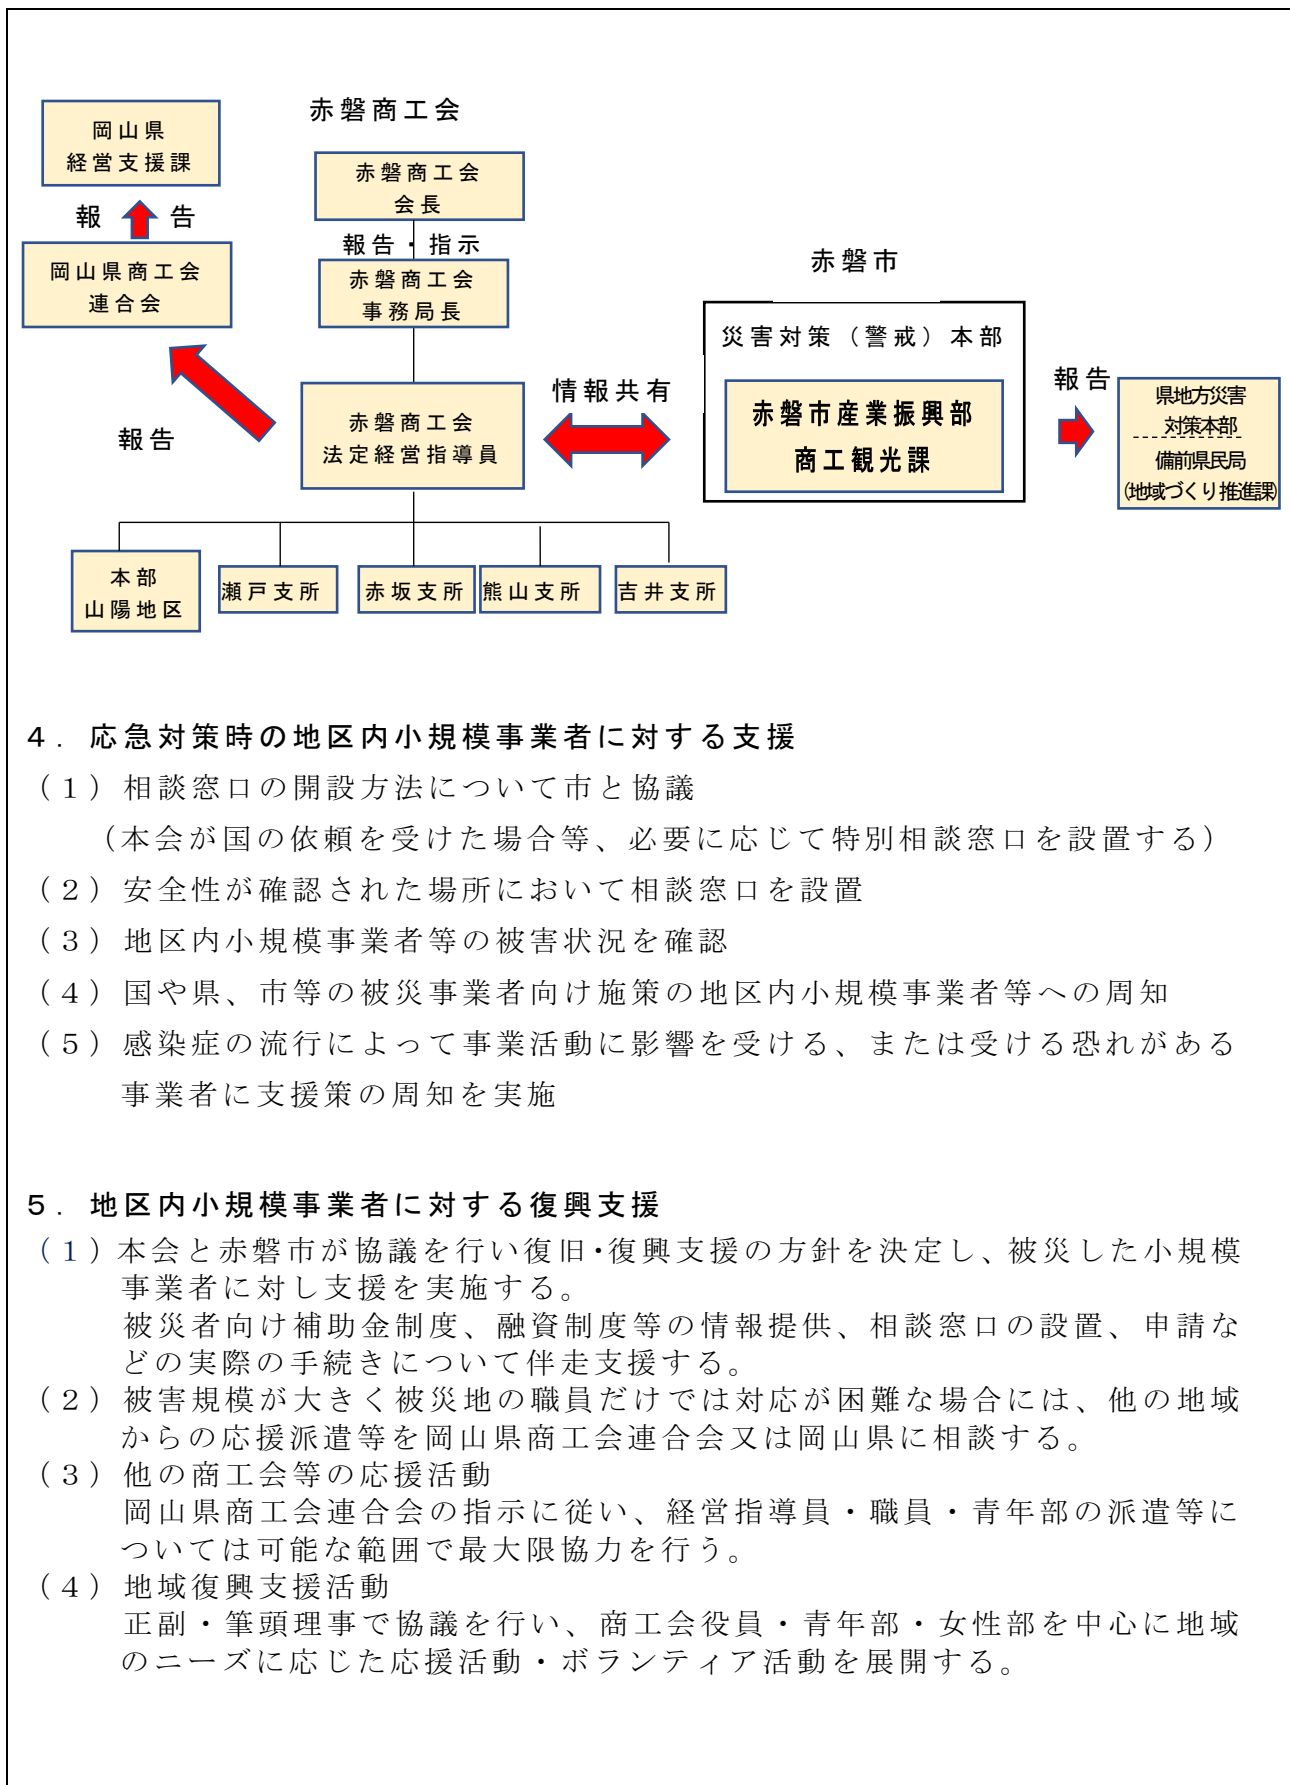 赤磐商工会
岡山県
経営支援課
報 告
岡山県商工会
連合会
報告
赤磐商工会
会長
報告・指示
赤磐商工会
事務局長
赤磐商工会
法定経営指導員
情報共有
赤磐市
災害対策（警戒）本部
赤磐市産業振興部
商工観光課
報告
県地方災害
対策本部
備前県民局
(地域づくり推進課)
本部
山陽地区
瀬戸支所
赤坂支所
熊山支所
吉井支所
４．応急対策時の地区内小規模事業者に対する支援
（１）相談窓口の開設方法について市と協議
（本会が国の依頼を受けた場合等、必要に応じて特別相談窓口を設置する）
（２）安全性が確認された場所において相談窓口を設置
（３）地区内小規模事業者等の被害状況を確認
（４）国や県、市等の被災事業者向け施策の地区内小規模事業者等への周知
（５）感染症の流行によって事業活動に影響を受ける、または受ける恐れがある
事業者に支援策の周知を実施
５．地区内小規模事業者に対する復興支援
（１）本会と赤磐市が協議を行い復旧・復興支援の方針を決定し、被災した小規模
事業者に対し支援を実施する。
被災者向け補助金制度、融資制度等の情報提供、相談窓口の設置、申請な
どの実際の手続きについて伴走支援する。
（２）被害規模が大きく被災地の職員だけでは対応が困難な場合には、他の地域
からの応援派遣等を岡山県商工会連合会又は岡山県に相談する。
（３）他の商工会等の応援活動
岡山県商工会連合会の指示に従い、経営指導員・職員・青年部の派遣等に
ついては可能な範囲で最大限協力を行う。
（４）地域復興支援活動
正副・筆頭理事で協議を行い、商工会役員・青年部・女性部を中心に地域
のニーズに応じた応援活動・ボランティア活動を展開する。